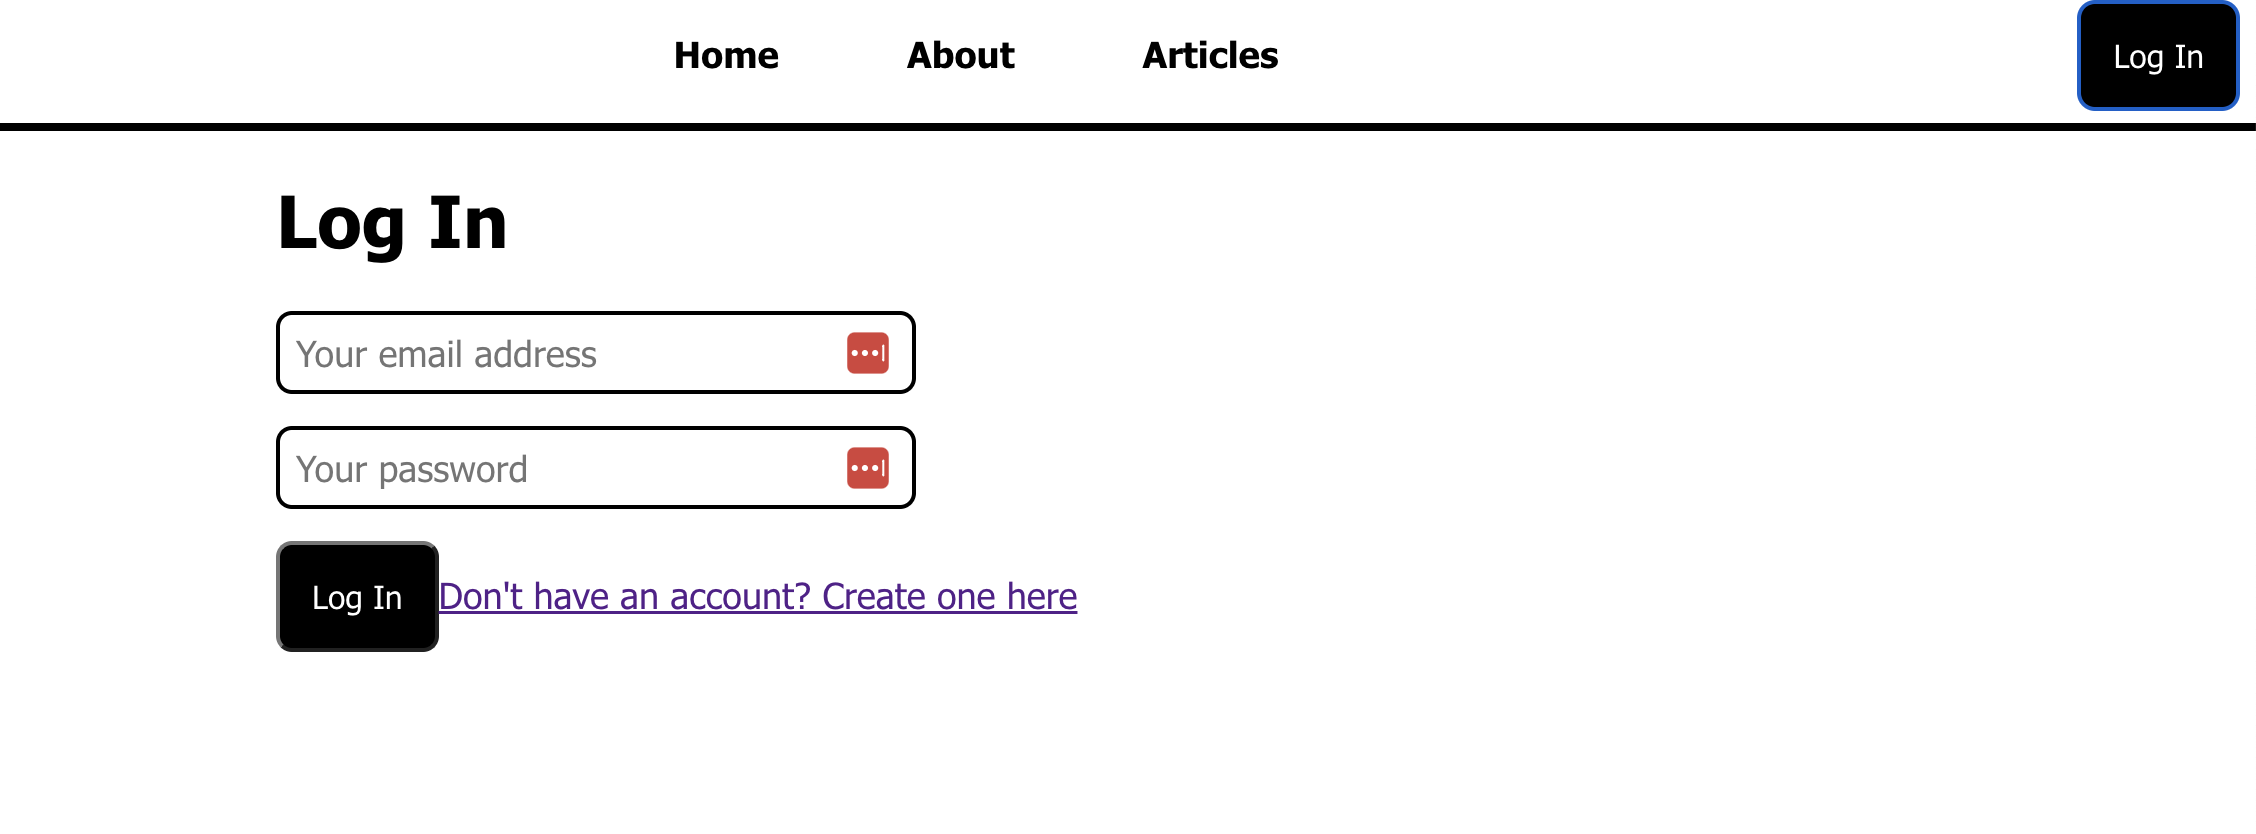 Home About Articles Log In
Log In
Your email address
Your password
Log In Don't have an account? Create one here